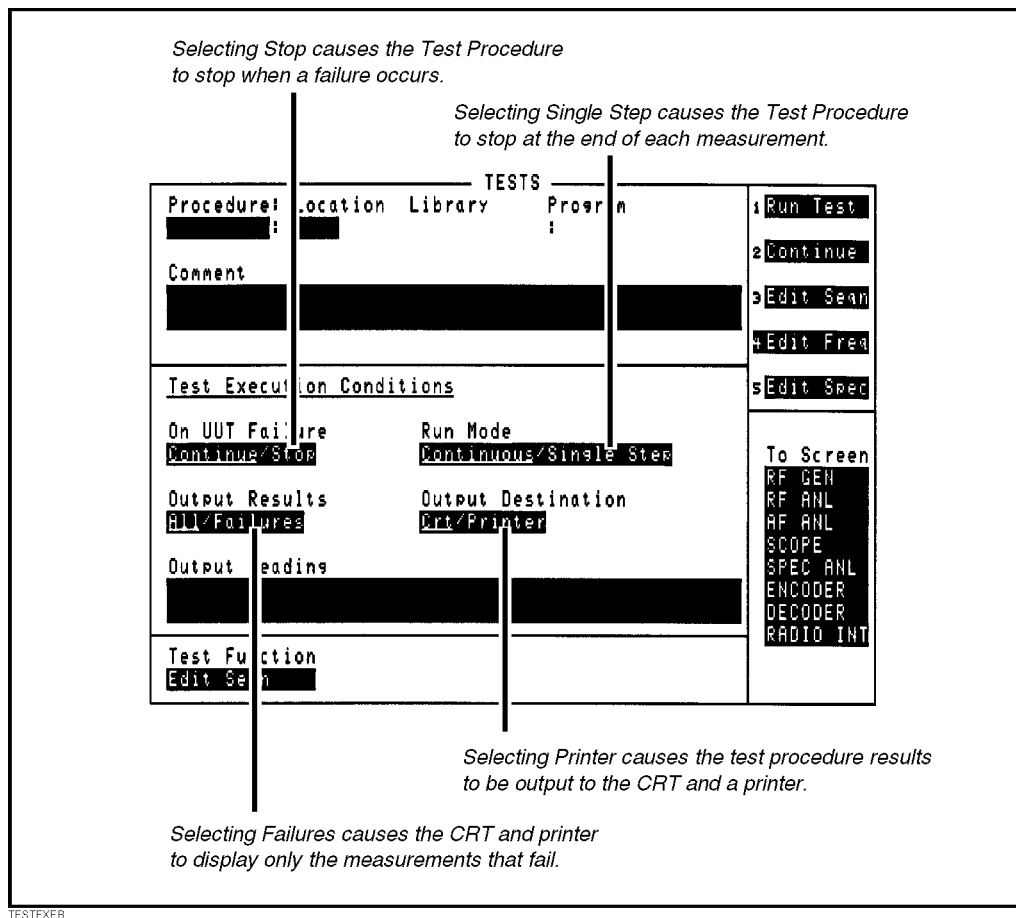 Selecting Stop causes the Test Procedure
to stop when a failure occurs.
Selecting Single Step causes the Test Procedure
to stop at the end of each measurement.
TESTS
Procedure: Location Library Program
: :
Comment
Test Execution Conditions
On UUT Failure Run Mode
Continue/Stop Continuous/Single Step
Output Results Output Destination
All/Failures Crt/Printer
Output Heading
Test Function
Edit Seqn
1 Run Test
2 Continue
3 Edit Seqn
4 Edit Freq
5 Edit Spec
To Screen
RF GEN
RF ANL
AF ANL
SCOPE
SPEC ANL
ENCODER
DECODER
RADIO INT
Selecting Printer causes the test procedure results
to be output to the CRT and a printer.
Selecting Failures causes the CRT and printer
to display only the measurements that fail.